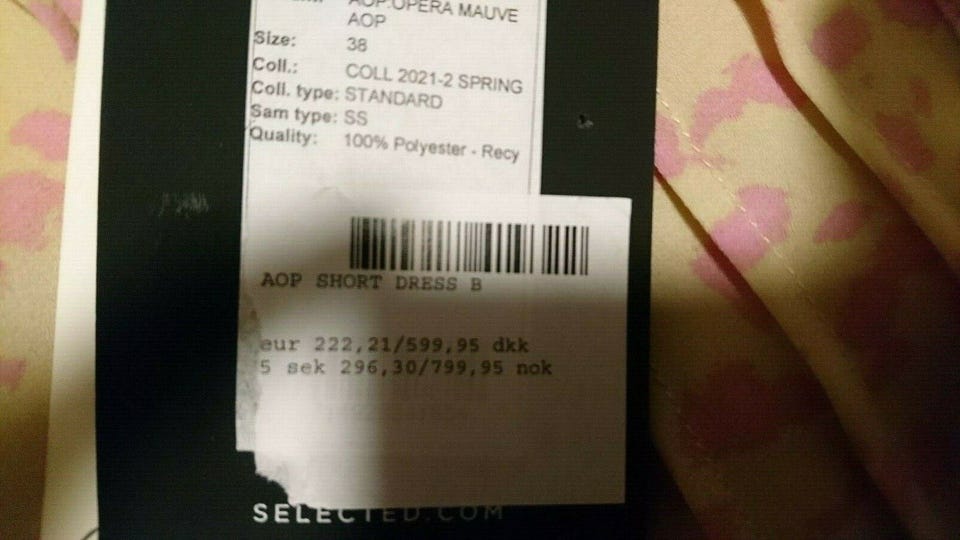 AOP:OPERA MAUVE
AOP
Size: 38
Coll.: COLL 2021-2 SPRING
Coll. type: STANDARD
Sam type: SS
Quality: 100% Polyester - Recy
AOP SHORT DRESS B
eur 222,21/599,95 dkk
5 sek 296,30/799,95 nok
SELECTED.COM